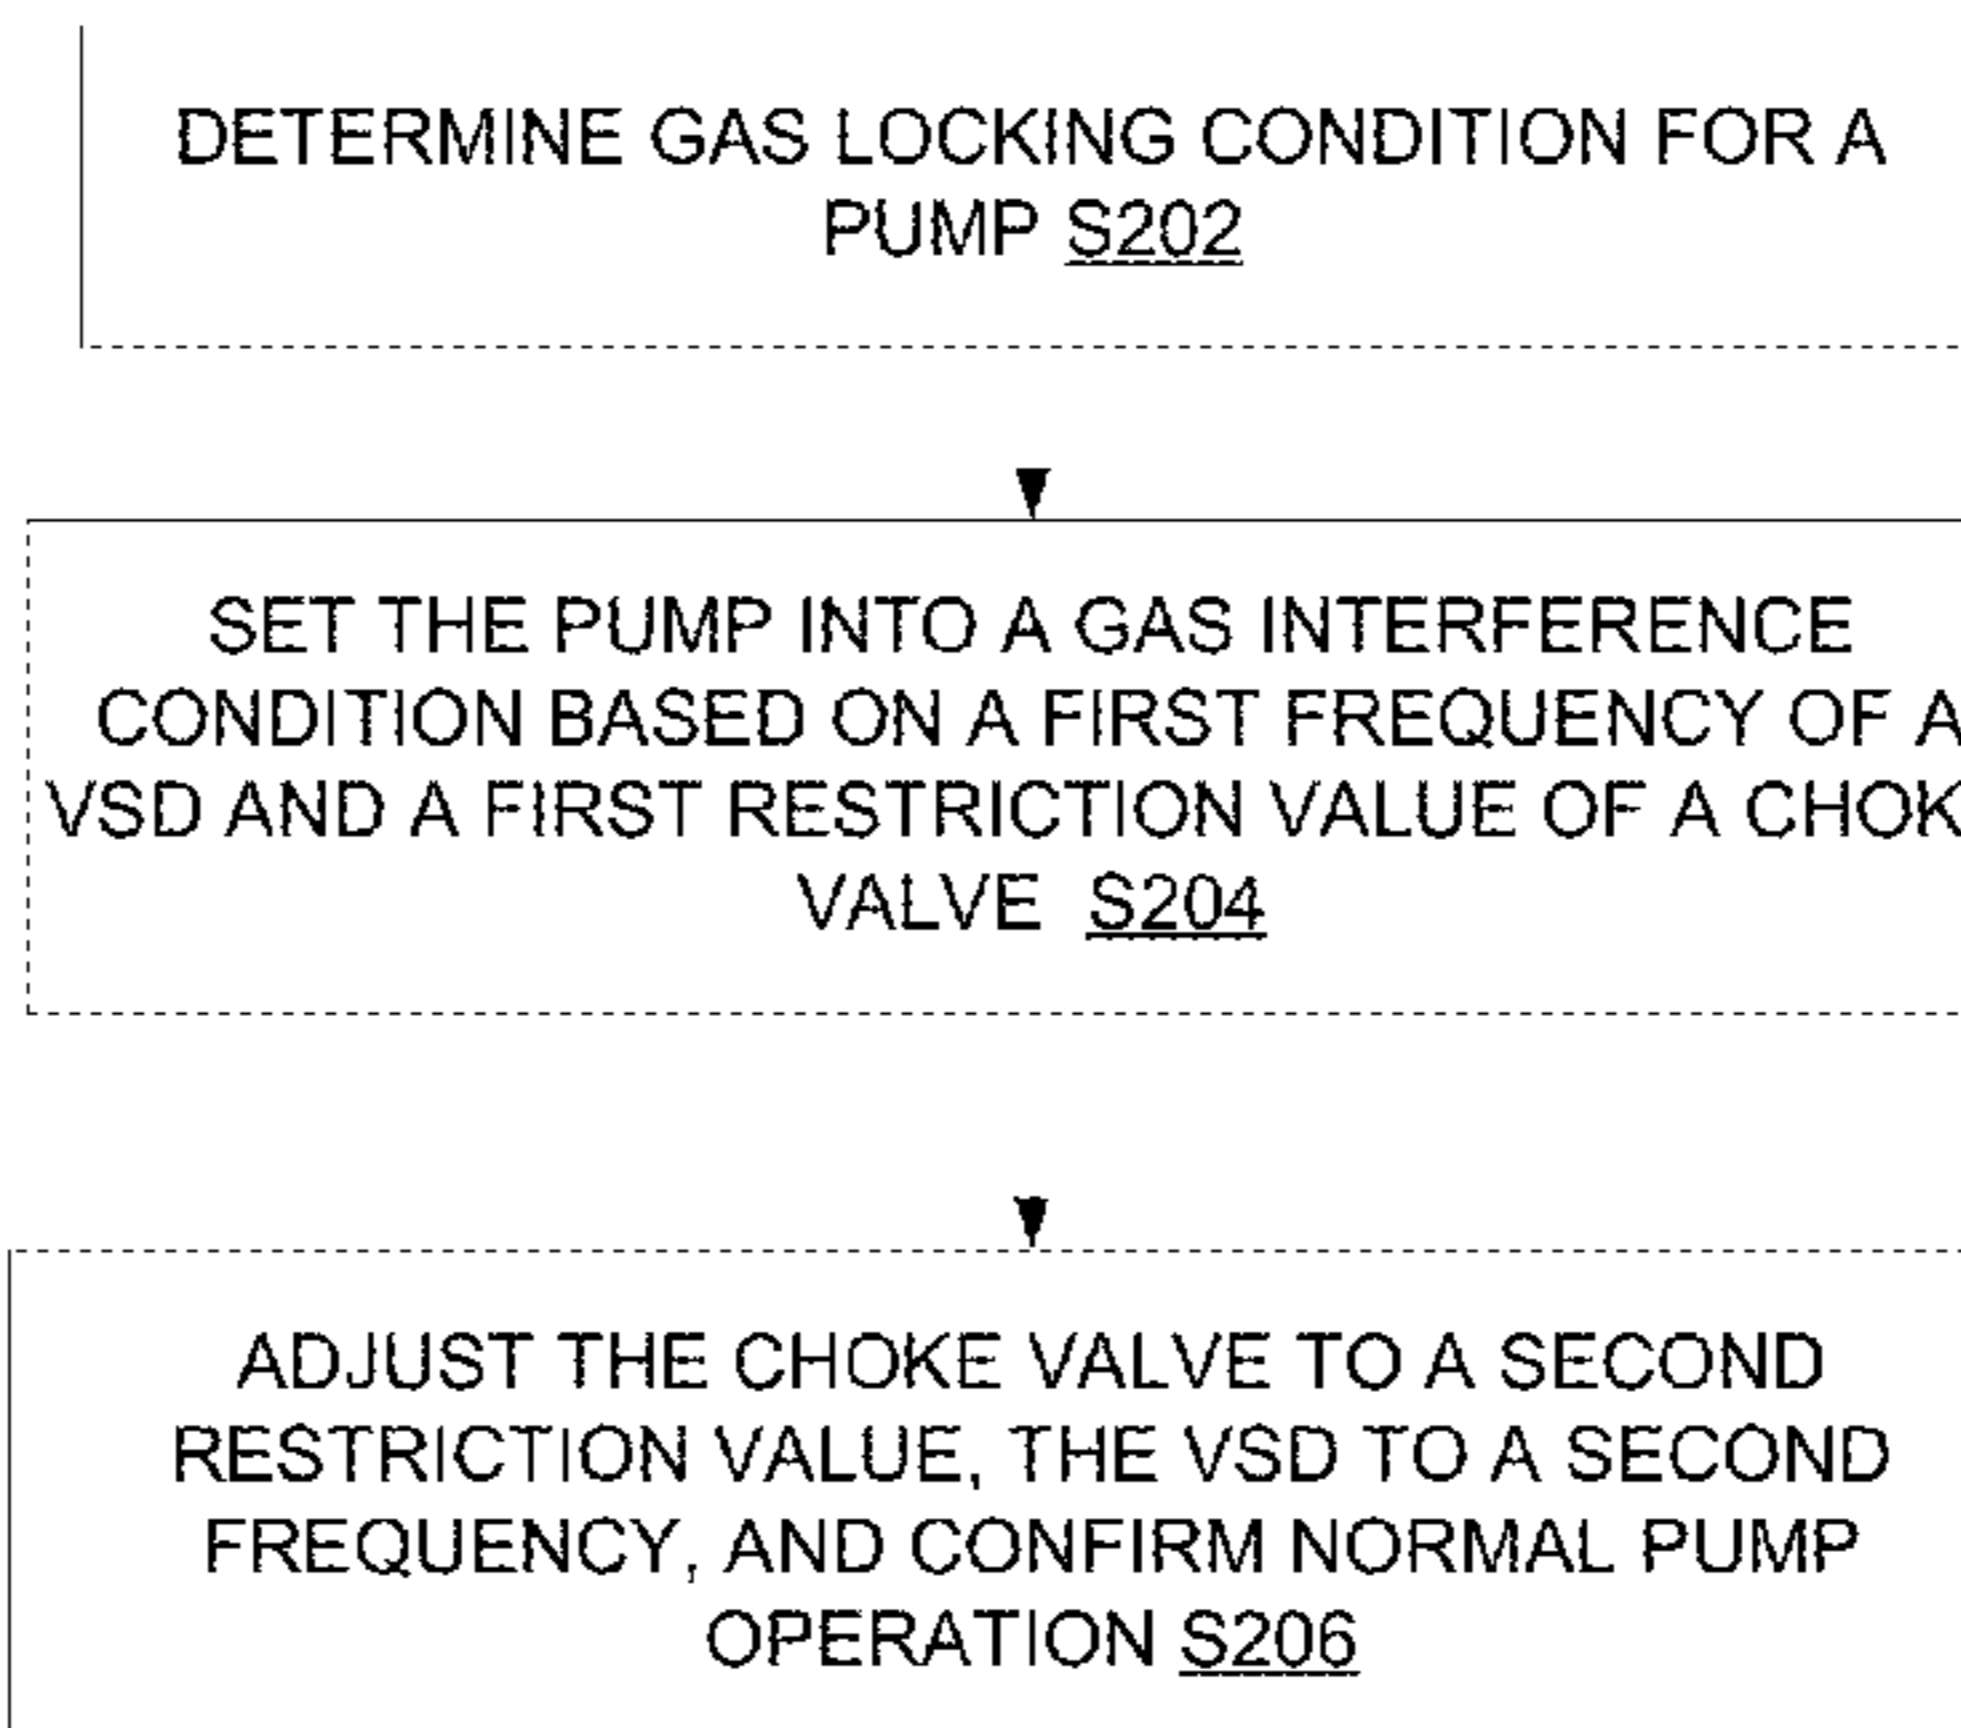 DETERMINE GAS LOCKING CONDITION FOR A
PUMP S202
SET THE PUMP INTO A GAS INTERFERENCE
CONDITION BASED ON A FIRST FREQUENCY OF A
VSD AND A FIRST RESTRICTION VALUE OF A CHOK
VALVE S204
ADJUST THE CHOKE VALVE TO A SECOND
RESTRICTION VALUE, THE VSD TO A SECOND
FREQUENCY, AND CONFIRM NORMAL PUMP
OPERATION S206